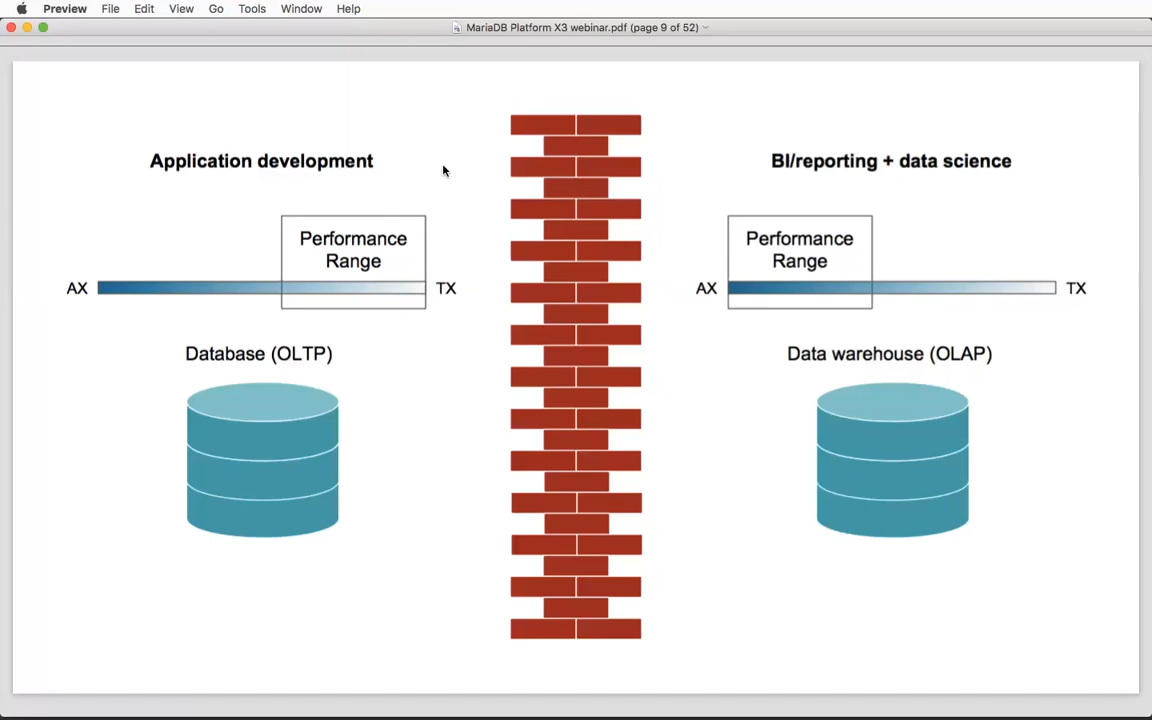 Preview File Edit View Go Tools Window Help
MariaDB Platform X3 webinar.pdf (page 9 of 52)
Application development
Performance
Range
AX
TX
Database (OLTP)
BI/reporting + data science
Performance
Range
AX
TX
Data warehouse (OLAP)